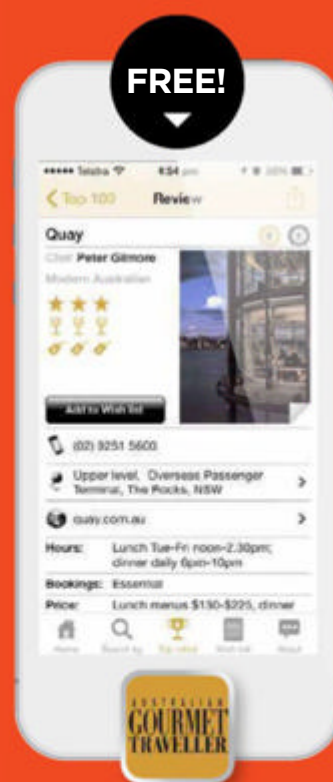 FREE!
Telstra 6:54 pm
Top 100 Review
Quay
Chef Peter Gilmore
Modern Australian
Add to Wish list
(02) 9251 5600
Upper level, Overseas Passenger
Terminal, The Rocks, NSW
quay.com.au
Hours: Lunch Tue-Fri noon-2.30pm;
dinner daily 6pm-10pm
Bookings: Essential
Price: Lunch menus $130-$225, dinner
Home Search by Top rated Wish list About
AUSTRALIAN
GOURMET
TRAVELLER